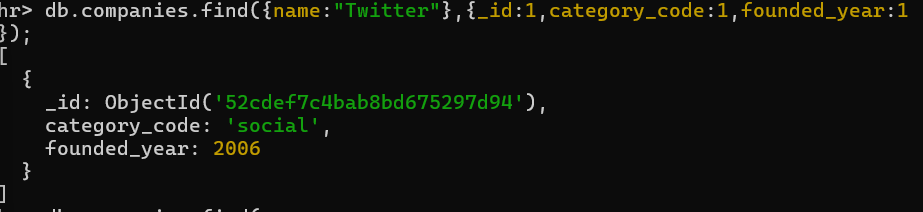 hr> db.companies.find({name:"Twitter"},{_id:1,category_code:1,founded_year:1
});
[
  {
    _id: ObjectId('52cdef7c4bab8bd675297d94'),
    category_code: 'social',
    founded_year: 2006
  }
]